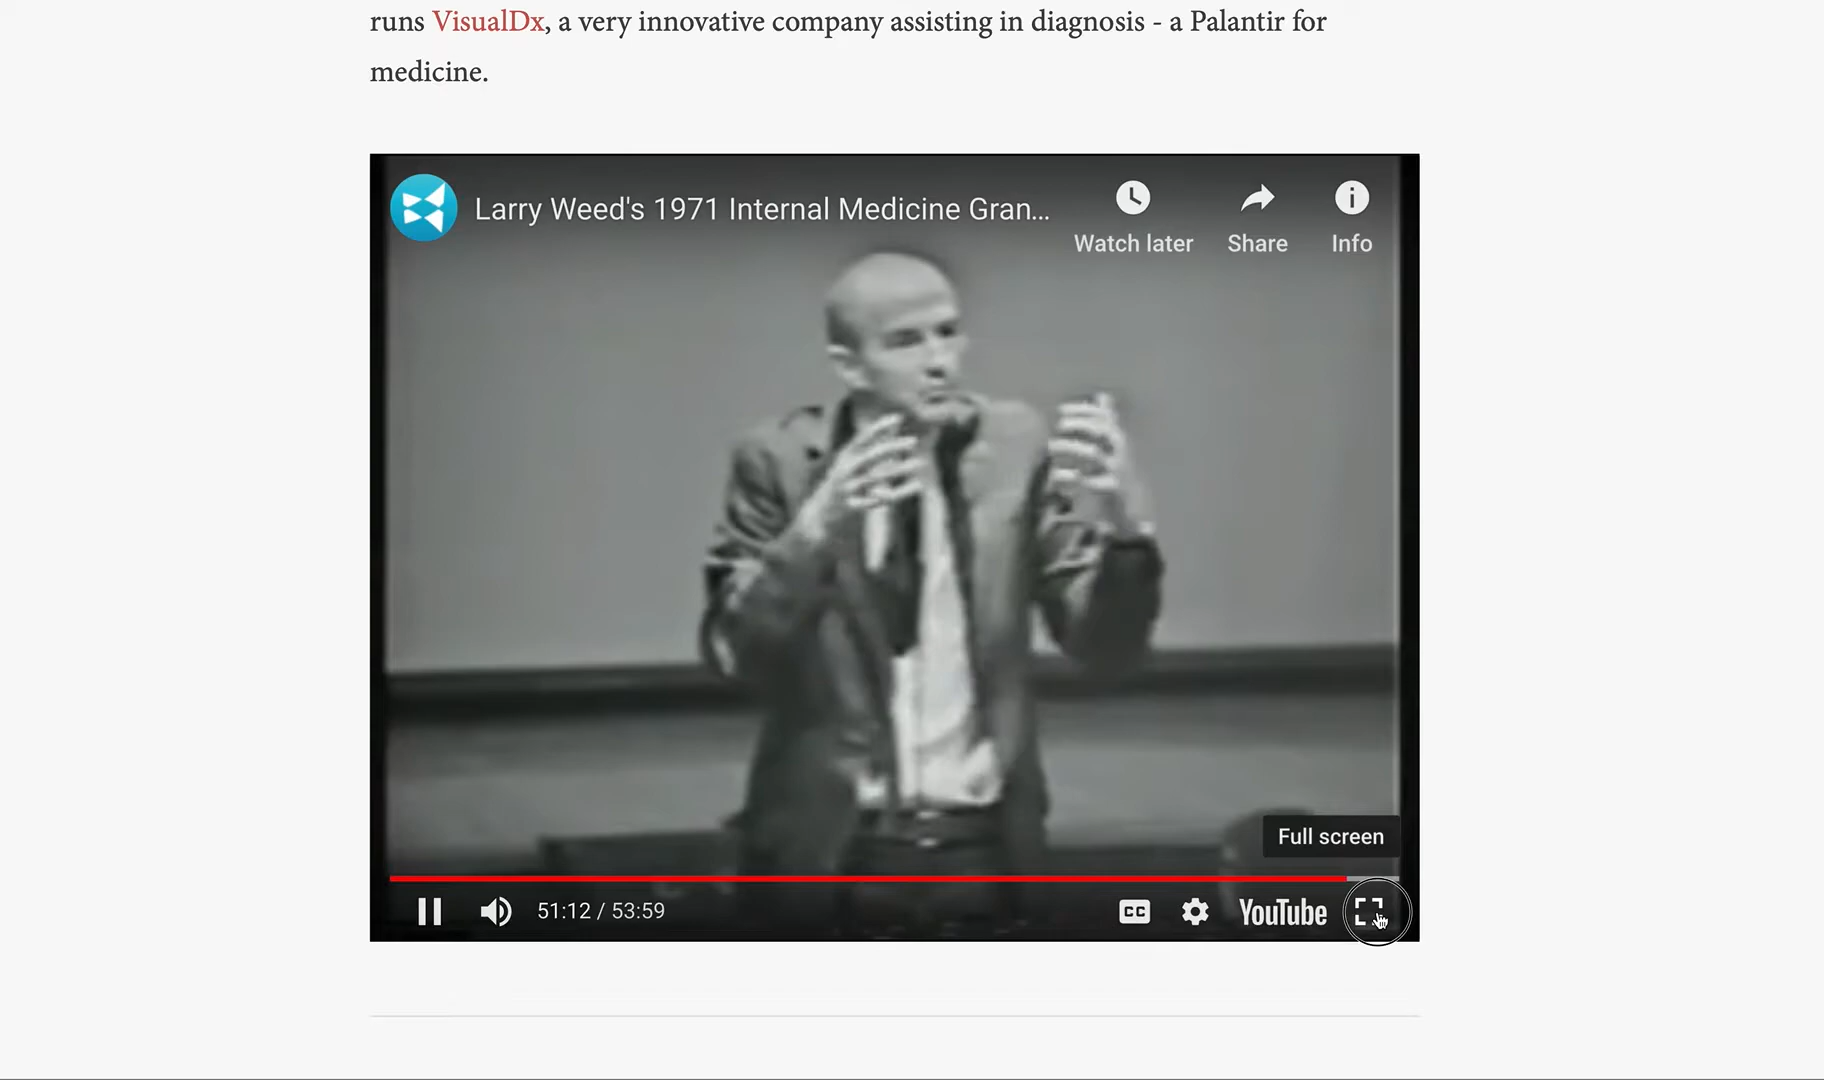 runs VisualDx, a very innovative company assisting in diagnosis - a Palantir for
medicine.
Larry Weed's 1971 Internal Medicine Gran...
Watch later
Share
Info
Full screen
51:12 / 53:59
CC
YouTube